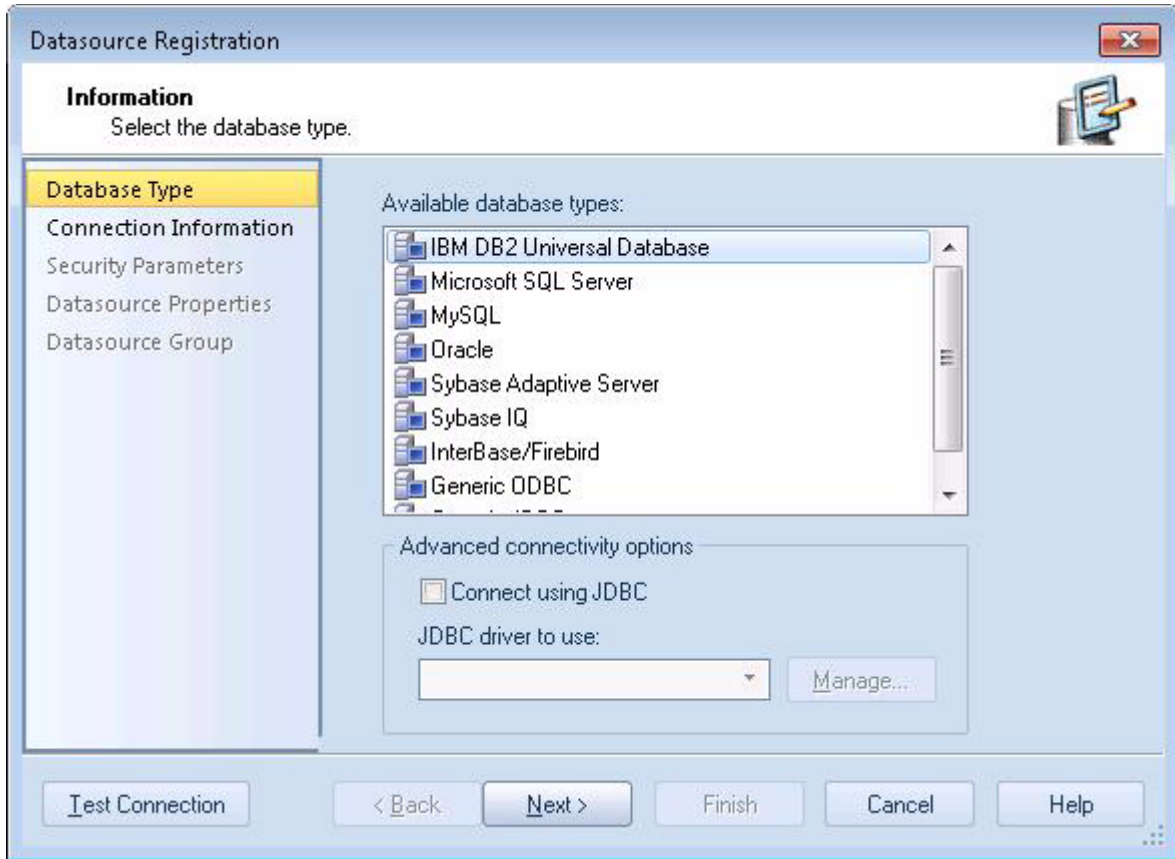 Datasource Registration
Information
Select the database type.
Database Type
Connection Information
Security Parameters
Datasource Properties
Datasource Group
Available database types:
IBM DB2 Universal Database
Microsoft SQL Server
MySQL
Oracle
Sybase Adaptive Server
Sybase IQ
InterBase/Firebird
Generic ODBC
Advanced connectivity options
Connect using JDBC
JDBC driver to use:
Manage...
Test Connection
< Back
Next >
Finish
Cancel
Help